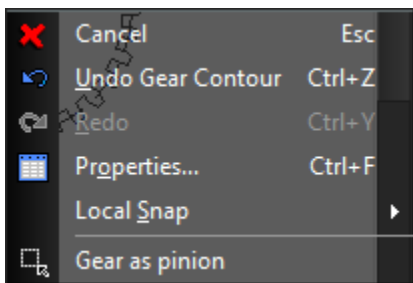 Cancel Esc
Undo Gear Contour Ctrl+Z
Redo Ctrl+Y
Properties... Ctrl+F
Local Snap
Gear as pinion